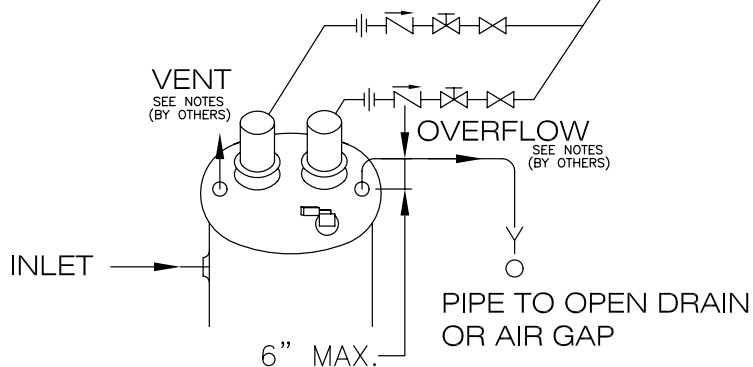 VENT
SEE NOTES
(BY OTHERS)
OVERFLOW
SEE NOTES
(BY OTHERS)
INLET
PIPE TO OPEN DRAIN
OR AIR GAP
6” MAX.